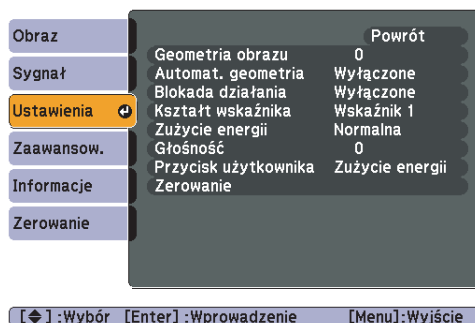 Obraz
Sygnał
Ustawienia
Zaawansow.
Informacje
Zerowanie
Powrót
Geometria obrazu 0
Automat. geometria Wyłączone
Blokada działania Wyłączone
Kształt wskaźnika Wskaźnik 1
Zużycie energii Normalna
Głośność 0
Przycisk użytkownika Zużycie energii
Zerowanie
[◆] :Wybór [Enter] :Wprowadzenie [Menu]:Wyjście